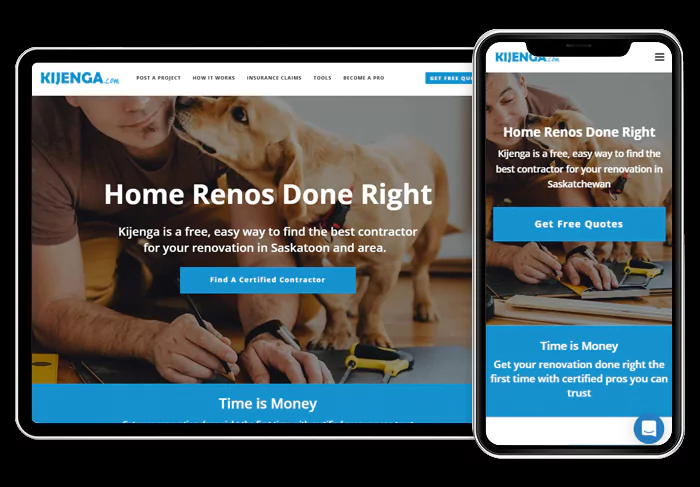 KIJENGA.com
POST A PROJECT HOW IT WORKS INSURANCE CLAIMS TOOLS BECOME A PRO
GET FREE QUO
Home Renos Done Right
Kijenga is a free, easy way to find the best contractor
for your renovation in Saskatoon and area.
Find A Certified Contractor
Time is Money
KIJENGA.com
Home Renos Done Right
Kijenga is a free, easy way to find the
best contractor for your renovation in
Saskatchewan
Get Free Quotes
Time is Money
Get your renovation done right the
first time with certified pros you can
trust